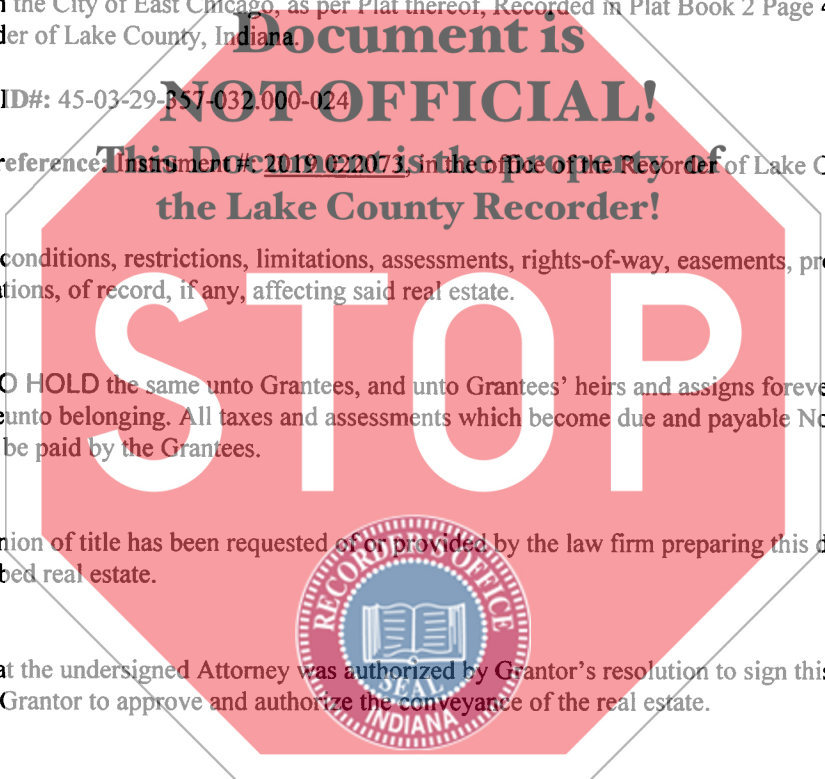 the City of East Chicago, as per Plat thereof, Recorded in Plat Book 2 Page
er of Lake County, Indiana.
Document is
ID#: 45-03-29-357-032.000-024
NOT OFFICIAL!
eference: Instrument #: 2019 022073, in the office of the Recorder of Lake C
This Document is the property of
the Lake County Recorder!
conditions, restrictions, limitations, assessments, rights-of-way, easements, pr
tions, of record, if any, affecting said real estate.
STOP
O HOLD the same unto Grantees, and unto Grantees' heirs and assigns foreve
eunto belonging. All taxes and assessments which become due and payable No
be paid by the Grantees.
nion of title has been requested of or provided by the law firm preparing this d
bed real estate.
RECORDER'S OFFICE
SEAL
INDIANA
at the undersigned Attorney was authorized by Grantor's resolution to sign this
Grantor to approve and authorize the conveyance of the real estate.